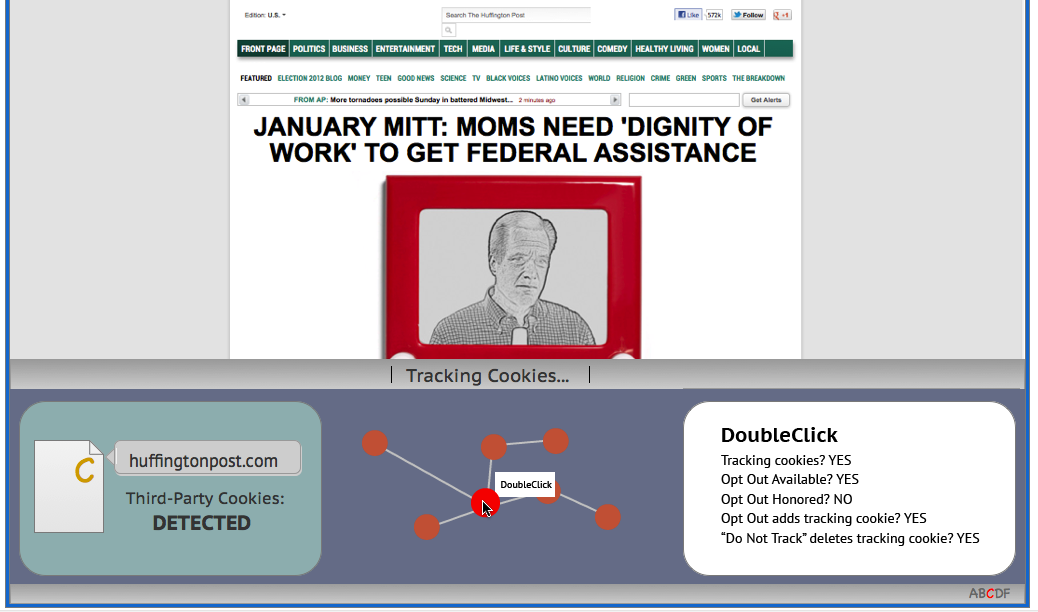 Edition: U.S.
Search The Huffington Post
Like 572k Follow +1
FRONT PAGE POLITICS BUSINESS ENTERTAINMENT TECH MEDIA LIFE & STYLE CULTURE COMEDY HEALTHY LIVING WOMEN LOCAL
FEATURED ELECTION 2012 BLOG MONEY TEEN GOOD NEWS SCIENCE TV BLACK VOICES LATINO VOICES WORLD RELIGION CRIME GREEN SPORTS THE BREAKDOWN
FROM AP: More tornadoes possible Sunday in battered Midwest... 2 minutes ago
Get Alerts
JANUARY MITT: MOMS NEED 'DIGNITY OF
WORK' TO GET FEDERAL ASSISTANCE
Tracking Cookies...
C
huffingtonpost.com
Third-Party Cookies:
DETECTED
DoubleClick
DoubleClick
Tracking cookies? YES
Opt Out Available? YES
Opt Out Honored? NO
Opt Out adds tracking cookie? YES
“Do Not Track” deletes tracking cookie? YES
ABCDF